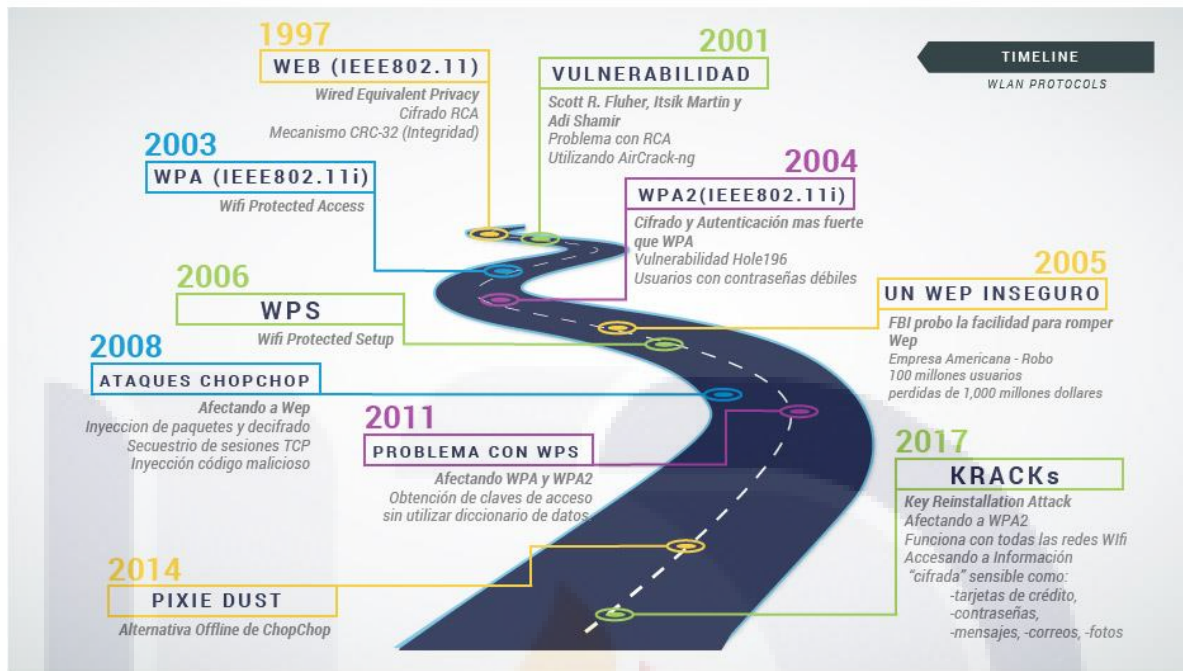 TIMELINE
WLAN PROTOCOLS
1997
WEB (IEEE802.11)
Wired Equivalent Privacy
Cifrado RCA
Mecanismo CRC-32 (Integridad)
2001
VULNERABILIDAD
Scott R. Fluher, Itsik Martin y
Adi Shamir
Problema con RCA
Utilizando AirCrack-ng
2003
WPA (IEEE802.11i)
Wifi Protected Access
2004
WPA2(IEEE802.11i)
Cifrado y Autenticación mas fuerte
que WPA
Vulnerabilidad Hole196
Usuarios con contraseñas débiles
2005
UN WEP INSEGURO
FBI probo la facilidad para romper
Wep
Empresa Americana - Robo
100 millones usuarios
perdidas de 1,000 millones dollares
2006
WPS
Wifi Protected Setup
2008
ATAQUES CHOPCHOP
Afectando a Wep
Inyeccion de paquetes y decifrado
Secuestrio de sesiones TCP
Inyección código malicioso
2011
PROBLEMA CON WPS
Afectando WPA y WPA2
Obtención de claves de acceso
sin utilizar diccionario de datos.
2014
PIXIE DUST
Alternativa Offline de ChopChop
2017
KRACKs
Key Reinstallation Attack
Afectando a WPA2
Funciona con todas las redes WIfi
Accesando a Información
"cifrada" sensible como:
-tarjetas de crédito,
-contraseñas,
-mensajes, -correos, -fotos